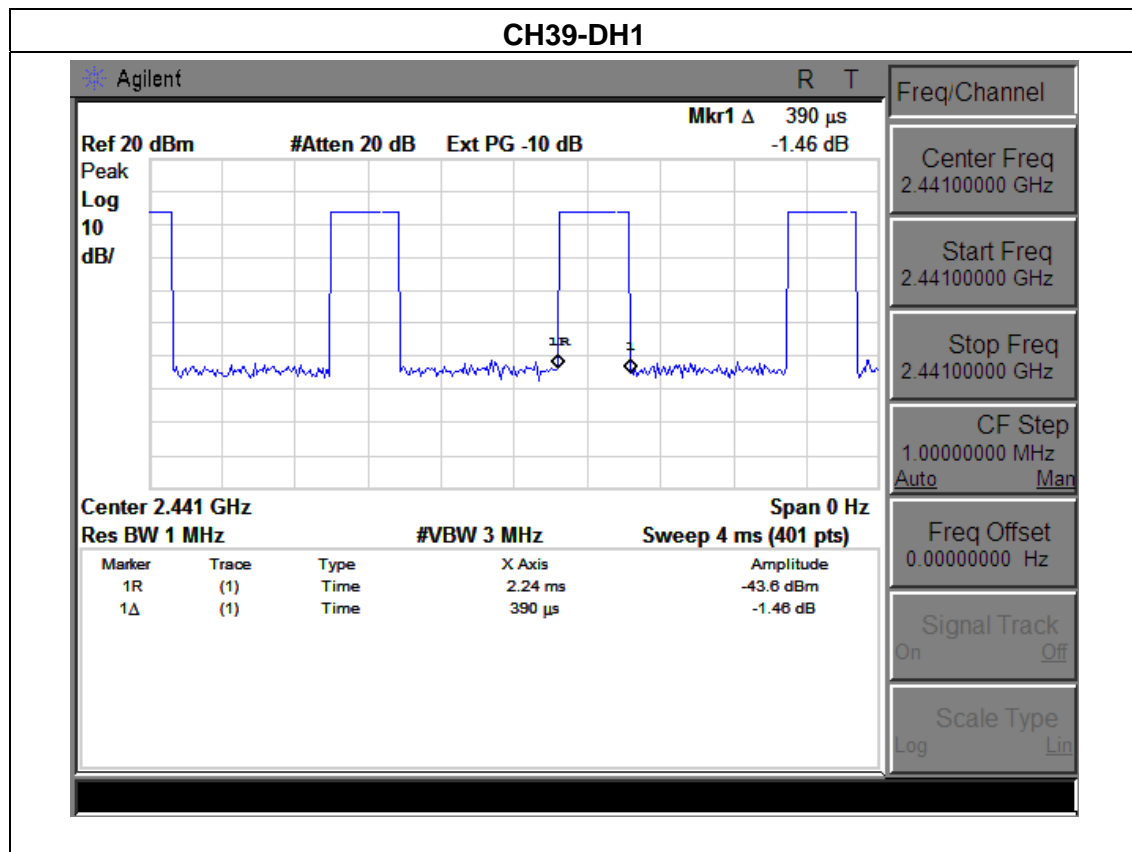 CH39-DH1
Agilent R T
Mkr1 Δ 390 µs
Ref 20 dBm #Atten 20 dB Ext PG -10 dB -1.46 dB
Peak
Log
10
dB/
1R
1
Center 2.441 GHz Span 0 Hz
Res BW 1 MHz #VBW 3 MHz Sweep 4 ms (401 pts)
Marker Trace Type X Axis Amplitude
1R (1) Time 2.24 ms -43.6 dBm
1Δ (1) Time 390 µs -1.46 dB
Freq/Channel
Center Freq
2.44100000 GHz
Start Freq
2.44100000 GHz
Stop Freq
2.44100000 GHz
CF Step
1.00000000 MHz
Auto Man
Freq Offset
0.00000000 Hz
Signal Track
On Off
Scale Type
Log Lin